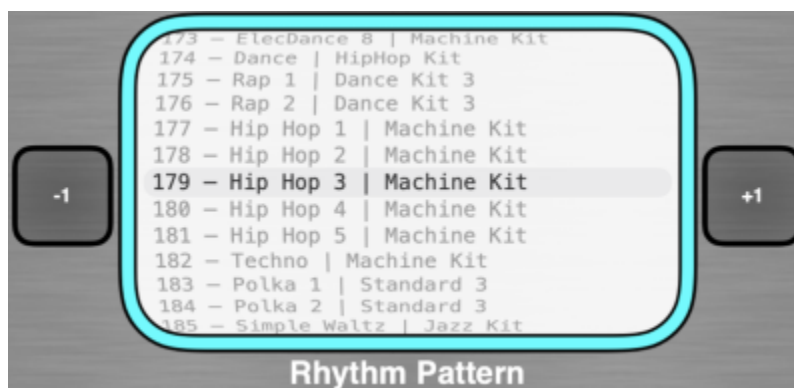 173 – ElecDance 8 | Machine Kit
174 – Dance | HipHop Kit
175 – Rap 1 | Dance Kit 3
176 – Rap 2 | Dance Kit 3
177 – Hip Hop 1 | Machine Kit
178 – Hip Hop 2 | Machine Kit
-1
179 – Hip Hop 3 | Machine Kit
+1
180 – Hip Hop 4 | Machine Kit
181 – Hip Hop 5 | Machine Kit
182 – Techno | Machine Kit
183 – Polka 1 | Standard 3
184 – Polka 2 | Standard 3
185 – Simple Waltz | Jazz Kit
Rhythm Pattern